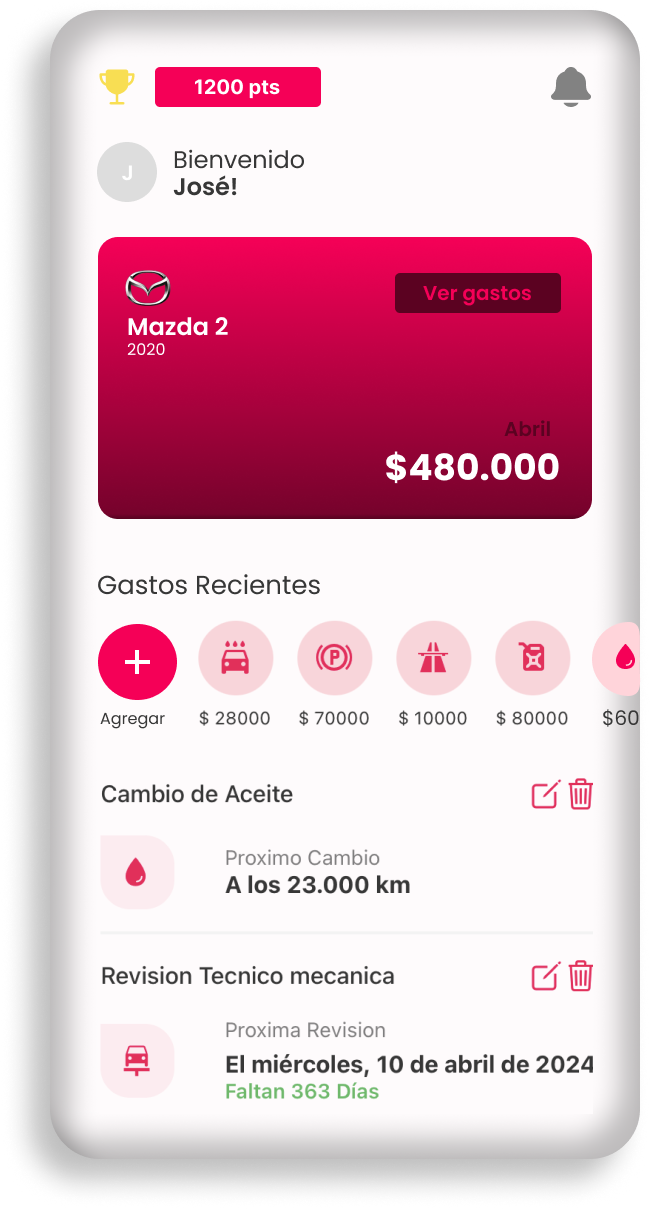 1200 pts
J
Bienvenido
José!
Ver gastos
Mazda 2
2020
Abril
$480.000
Gastos Recientes
P
Agregar
$ 28000
$ 70000
$ 10000
$ 80000
$60
Cambio de Aceite
Proximo Cambio
A los 23.000 km
Revision Tecnico mecanica
Proxima Revision
El miércoles, 10 de abril de 2024
Faltan 363 Días